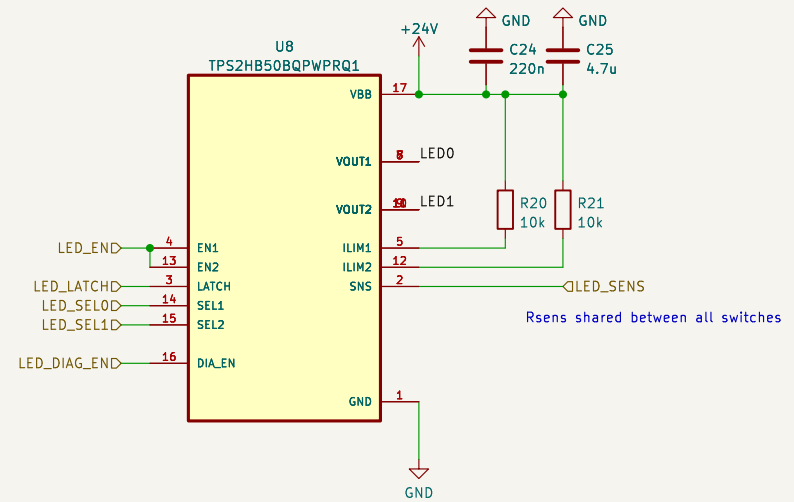 GND
GND
+24V
C24
220n
C25
4.7u
U8
TPS2HB50BQPWPRQ1
VBB
17
VOUT1
LED0
VOUT2
LED1
R20
10k
R21
10k
LED_EN
4
EN1
13
EN2
LED_LATCH
3
LATCH
LED_SEL0
14
SEL1
LED_SEL1
15
SEL2
LED_DIAG_EN
16
DIA_EN
ILIM1
5
ILIM2
12
SNS
2
LED_SENS
Rsens shared between all switches
GND
1
GND